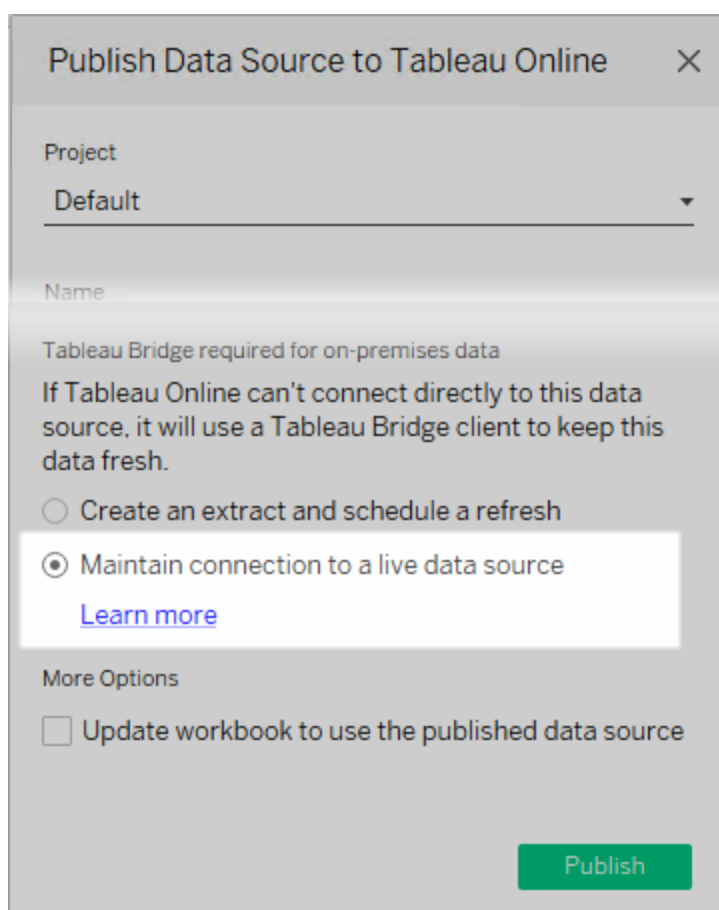 Publish Data Source to Tableau Online
Project
Default
Name
Tableau Bridge required for on-premises data
If Tableau Online can't connect directly to this data
source, it will use a Tableau Bridge client to keep this
data fresh.
Create an extract and schedule a refresh
Maintain connection to a live data source
Learn more
More Options
Update workbook to use the published data source
Publish